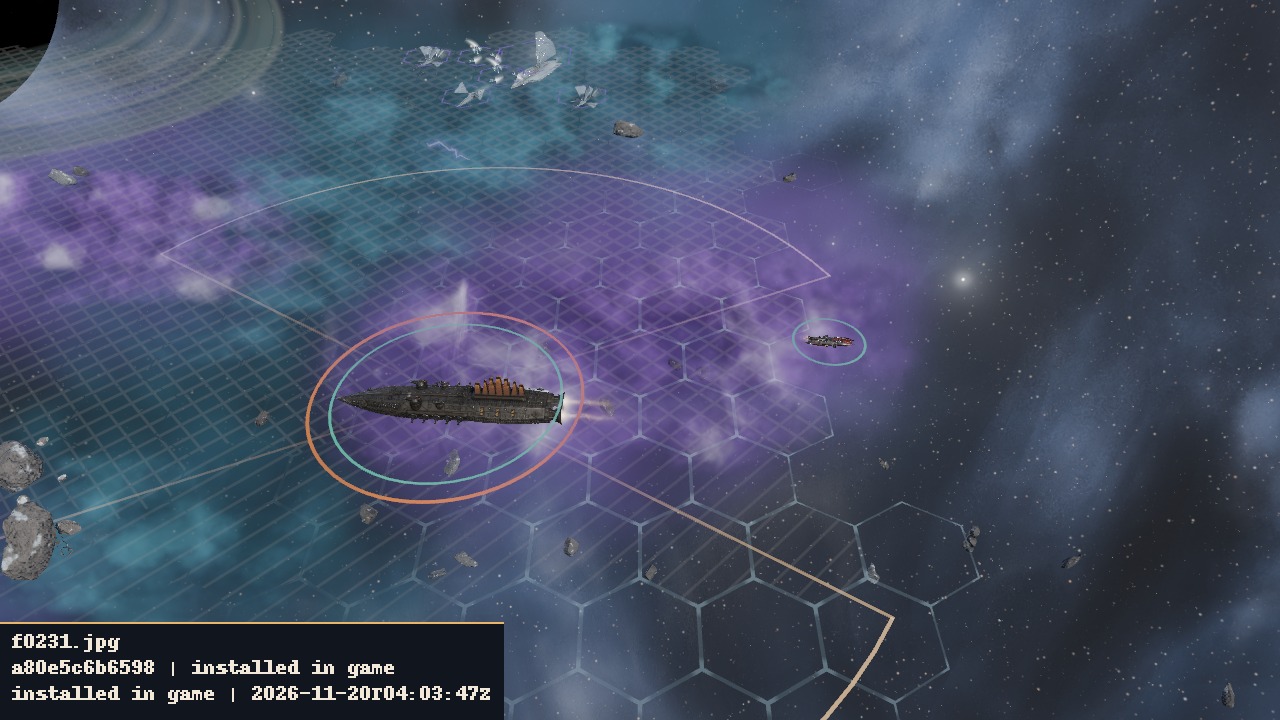 f0231.jpg
a80e5c6b6598 | installed in game
installed in game | 2026-11-20T04:03:47Z